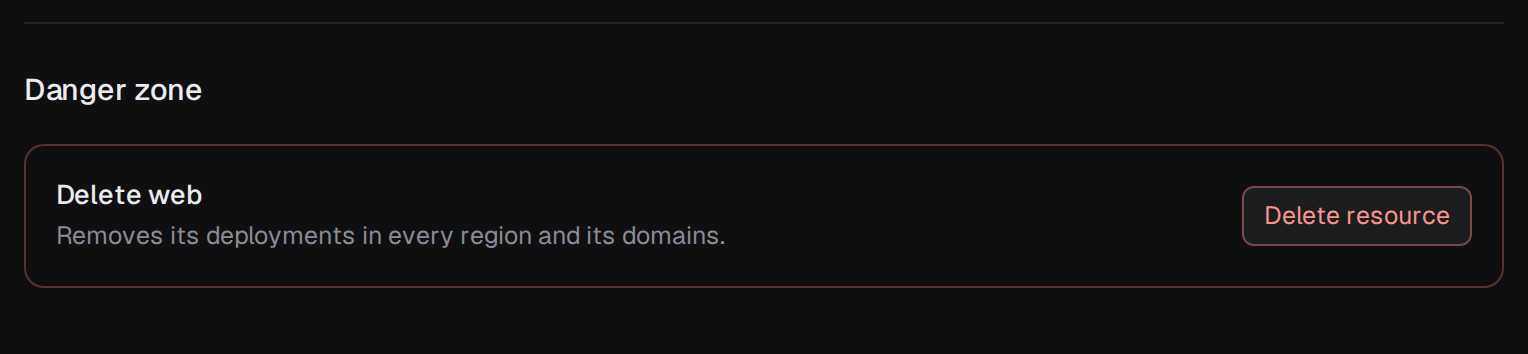 Danger zone
Delete web
Removes its deployments in every region and its domains.
Delete resource